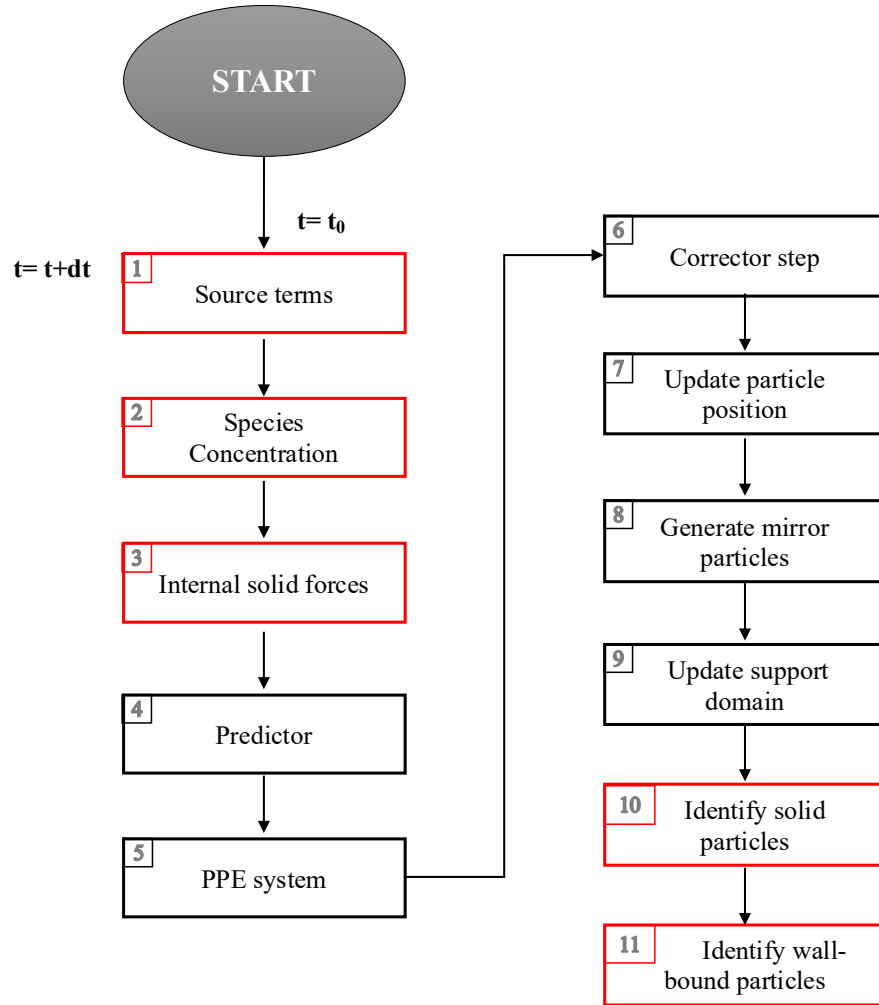 START
t= t₀
t= t+dt
1
Source terms
2
Species
Concentration
3
Internal solid forces
4
Predictor
5
PPE system
6
Corrector step
7
Update particle
position
8
Generate mirror
particles
9
Update support
domain
10
Identify solid
particles
11
Identify wall-
bound particles